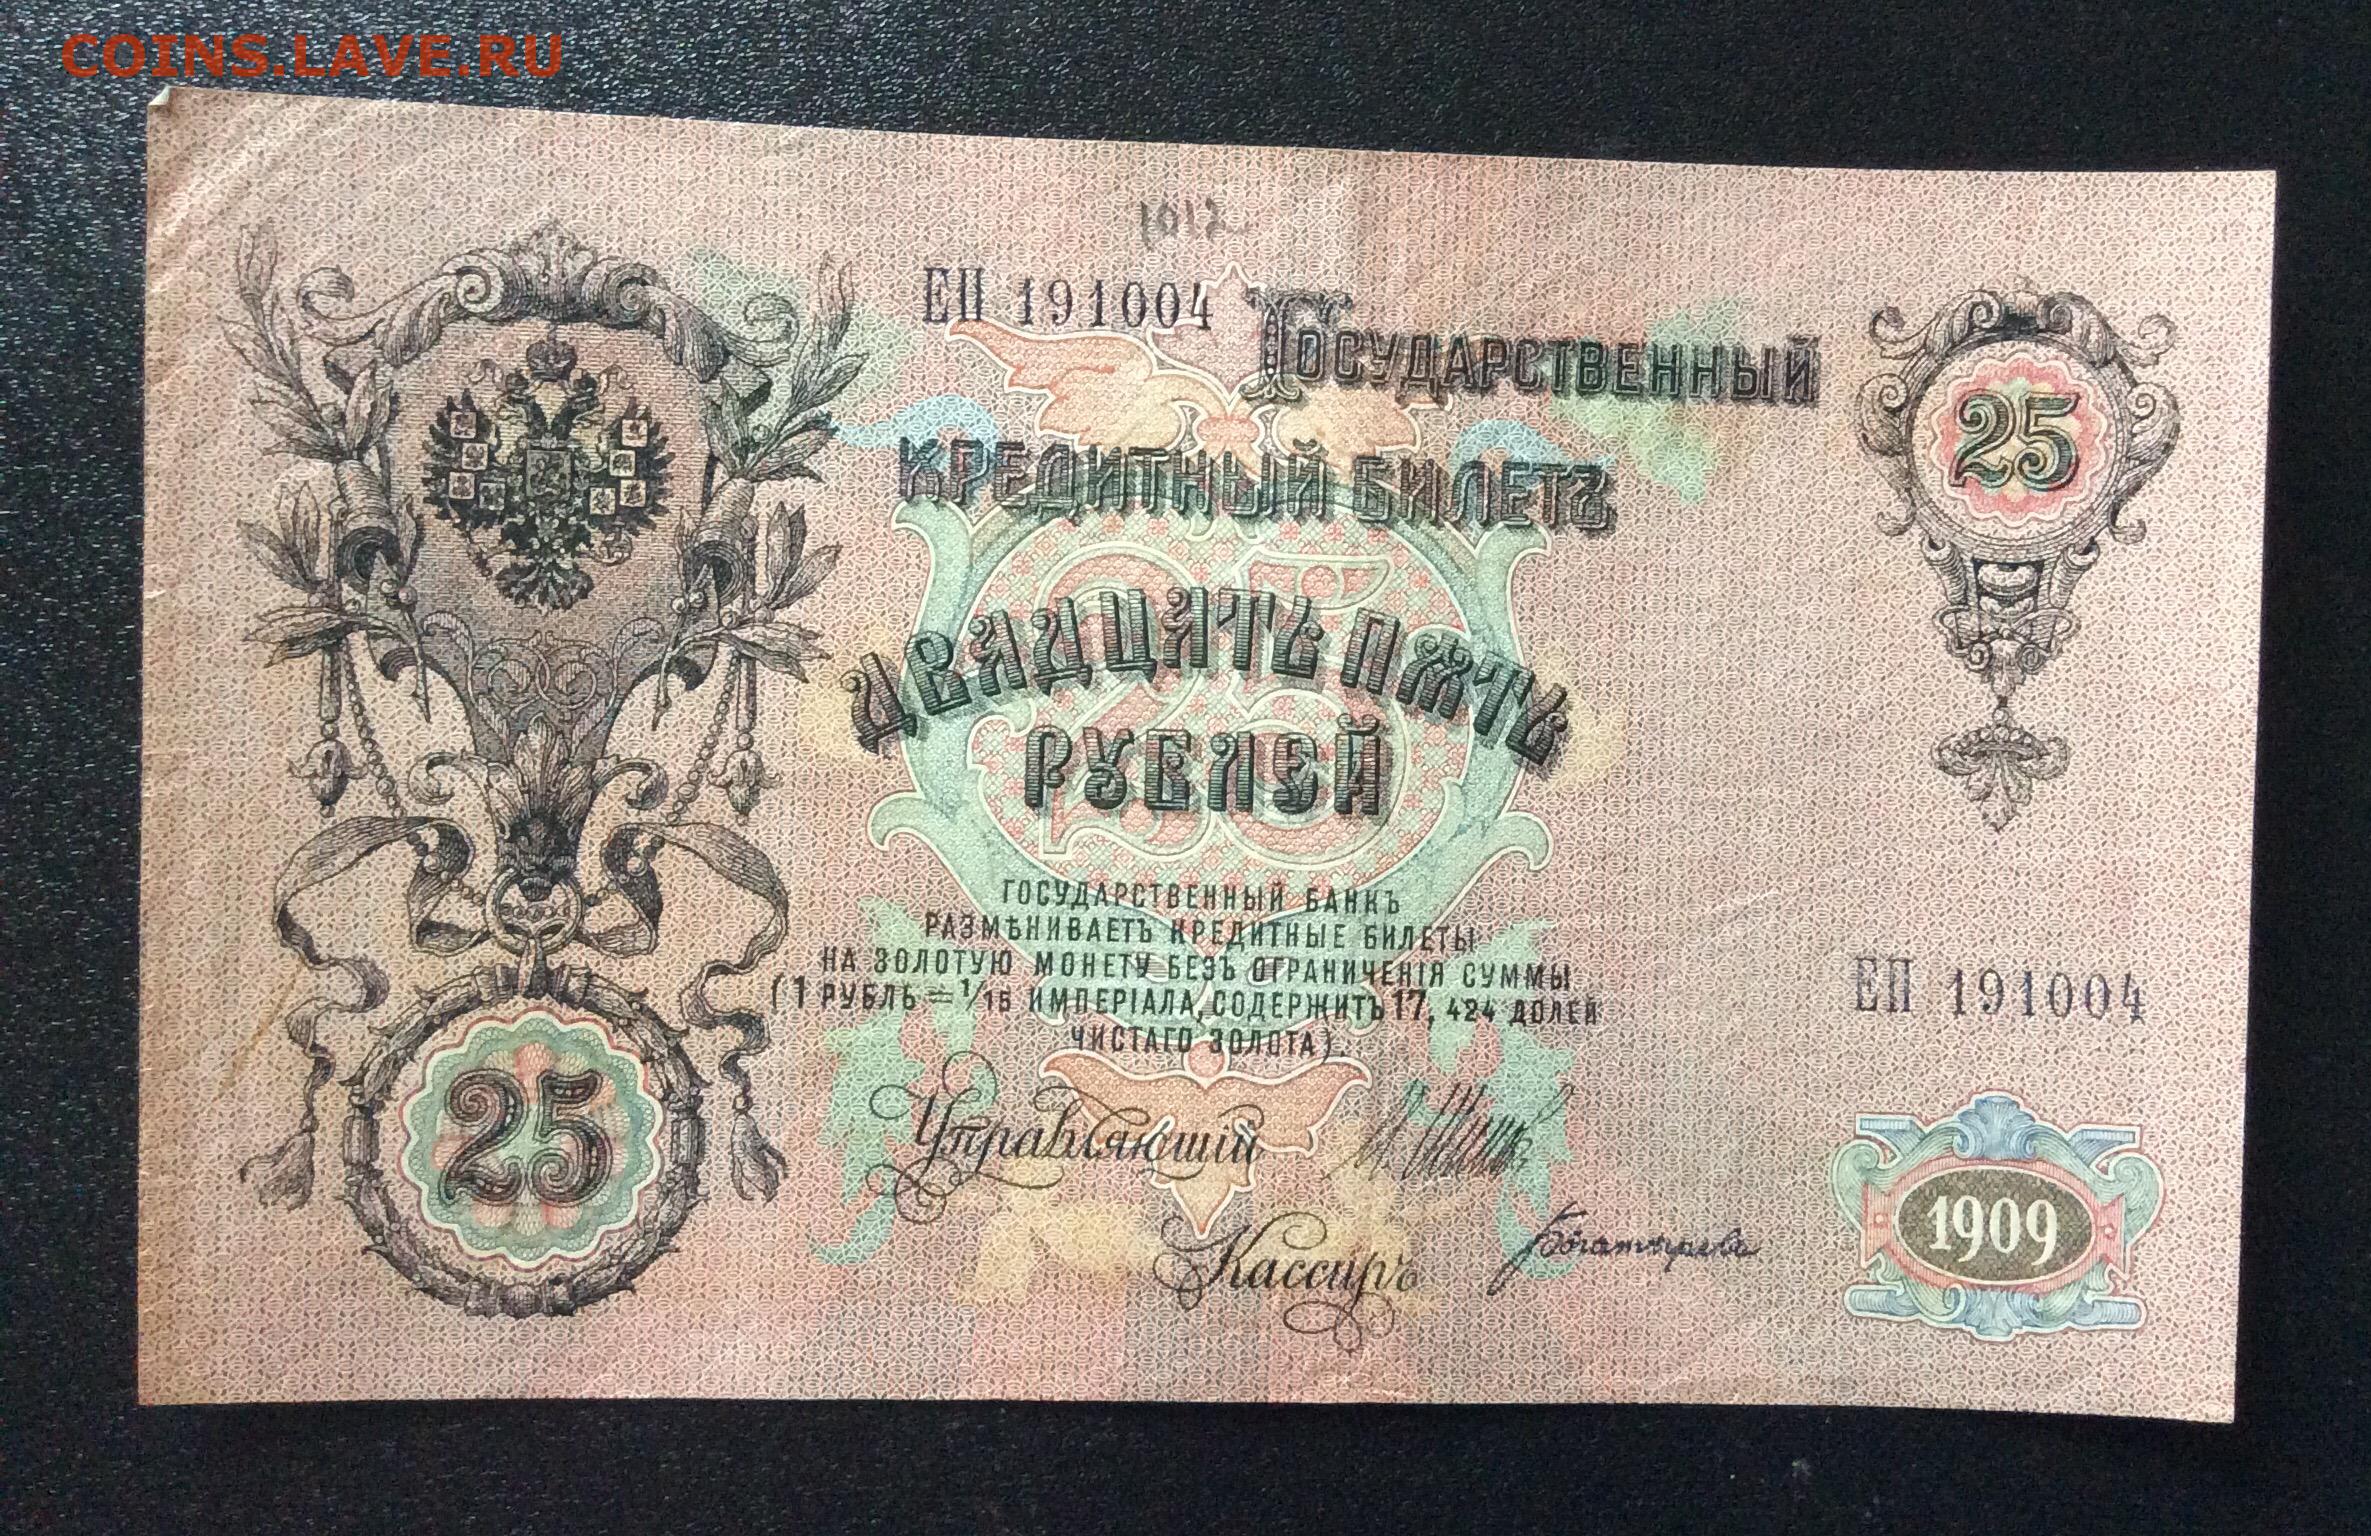 COINS.LAVE.RU
1012
ЕП 191004
ГОСУДАРСТВЕННЫЙ
25
КРЕДИТНЫЙ БИЛЕТЪ
ДВАДЦАТЬ ПЯТЬ
РУБЛЕЙ
ГОСУДАРСТВЕННЫЙ БАНКЪ
РАЗМѢНИВАЕТЪ КРЕДИТНЫЕ БИЛЕТЫ
НА ЗОЛОТУЮ МОНЕТУ БЕЗЪ ОГРАНИЧЕНІЯ СУММЫ
(1 РУБЛЬ = 1/15 ИМПЕРІАЛА, СОДЕРЖИТЪ 17, 424 ДОЛЕЙ
ЧИСТАГО ЗОЛОТА).
ЕП 191004
25
Управляющій
Кассиръ
1909